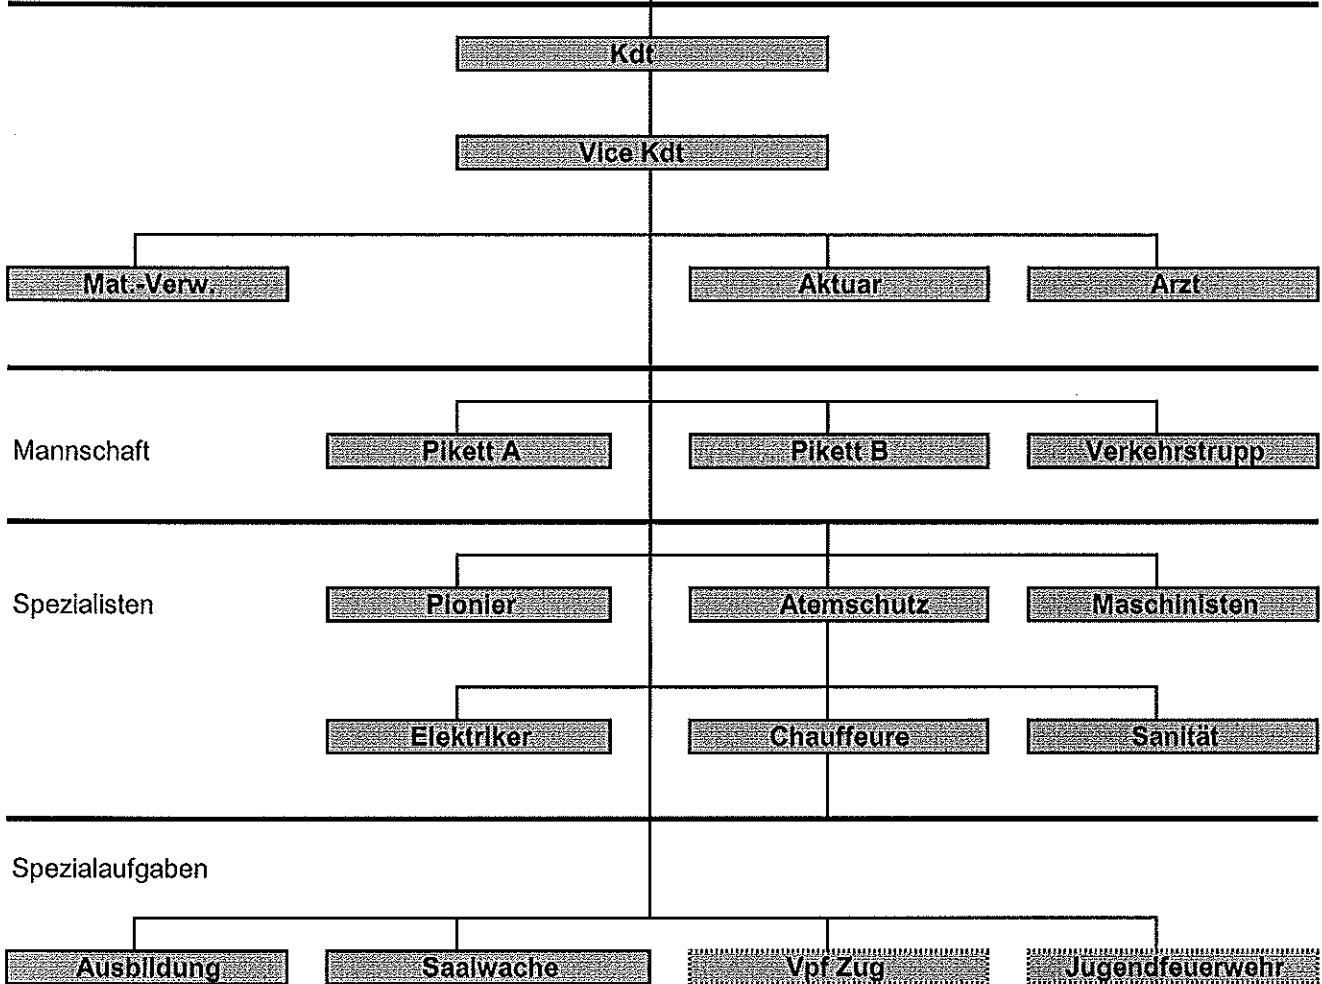 Kdt
Vice Kdt
Mat.-Verw.
Aktuar
Arzt
Mannschaft
Pikett A
Pikett B
Verkehrstrupp
Spezialisten
Pionier
Atemschutz
Maschinisten
Elektriker
Chauffeure
Sanität
Spezialaufgaben
Ausbildung
Saalwache
Vpf Zug
Jugendfeuerwehr